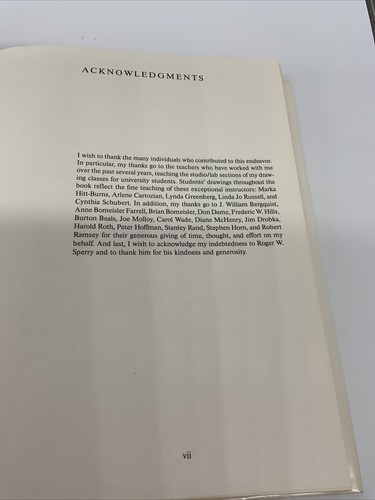 ACKNOWLEDGMENTS
I wish to thank the many individuals who contributed to this endeavor.
In particular, my thanks go to the teachers who have worked with me
over the past several years, teaching the studio/lab sections of my draw-
ing classes for university students. Students' drawings throughout the
book reflect the fine teaching of these exceptional instructors: Marka
Hitt-Burns, Arlene Cartozian, Lynda Greenberg, Linda Jo Russell, and
Cynthia Schubert. In addition, my thanks go to J. William Bergquist,
Anne Bomeisler Farrell, Brian Bomeisler, Don Dame, Frederic W. Hills,
Burton Beals, Joe Molloy, Carol Wade, Diane McHenry, Jim Drobka,
Harold Roth, Peter Hoffman, Stanley Rand, Stephen Horn, and Robert
Ramsey for their generous giving of time, thought, and effort on my
behalf. And last, I wish to acknowledge my indebtedness to Roger W.
Sperry and to thank him for his kindness and generosity.
vii